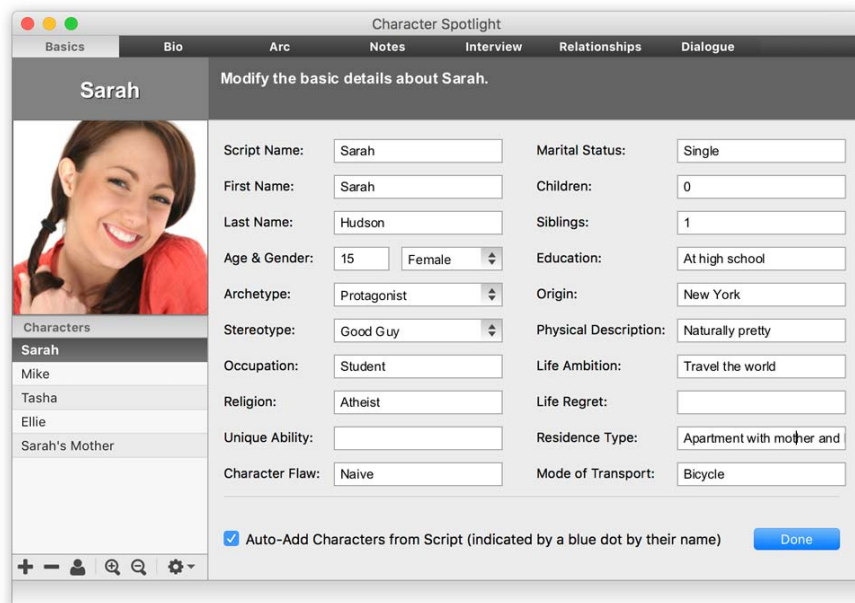 Character Spotlight
Basics Bio Arc Notes Interview Relationships Dialogue
Sarah
Modify the basic details about Sarah.
Script Name: Sarah Marital Status: Single
First Name: Sarah Children: 0
Last Name: Hudson Siblings: 1
Age & Gender: 15 Female Education: At high school
Archetype: Protagonist Origin: New York
Stereotype: Good Guy Physical Description: Naturally pretty
Occupation: Student Life Ambition: Travel the world
Religion: Atheist Life Regret:
Unique Ability: Residence Type: Apartment with mother and
Character Flaw: Naive Mode of Transport: Bicycle
Characters
Sarah
Mike
Tasha
Ellie
Sarah's Mother
Auto-Add Characters from Script (indicated by a blue dot by their name) Done